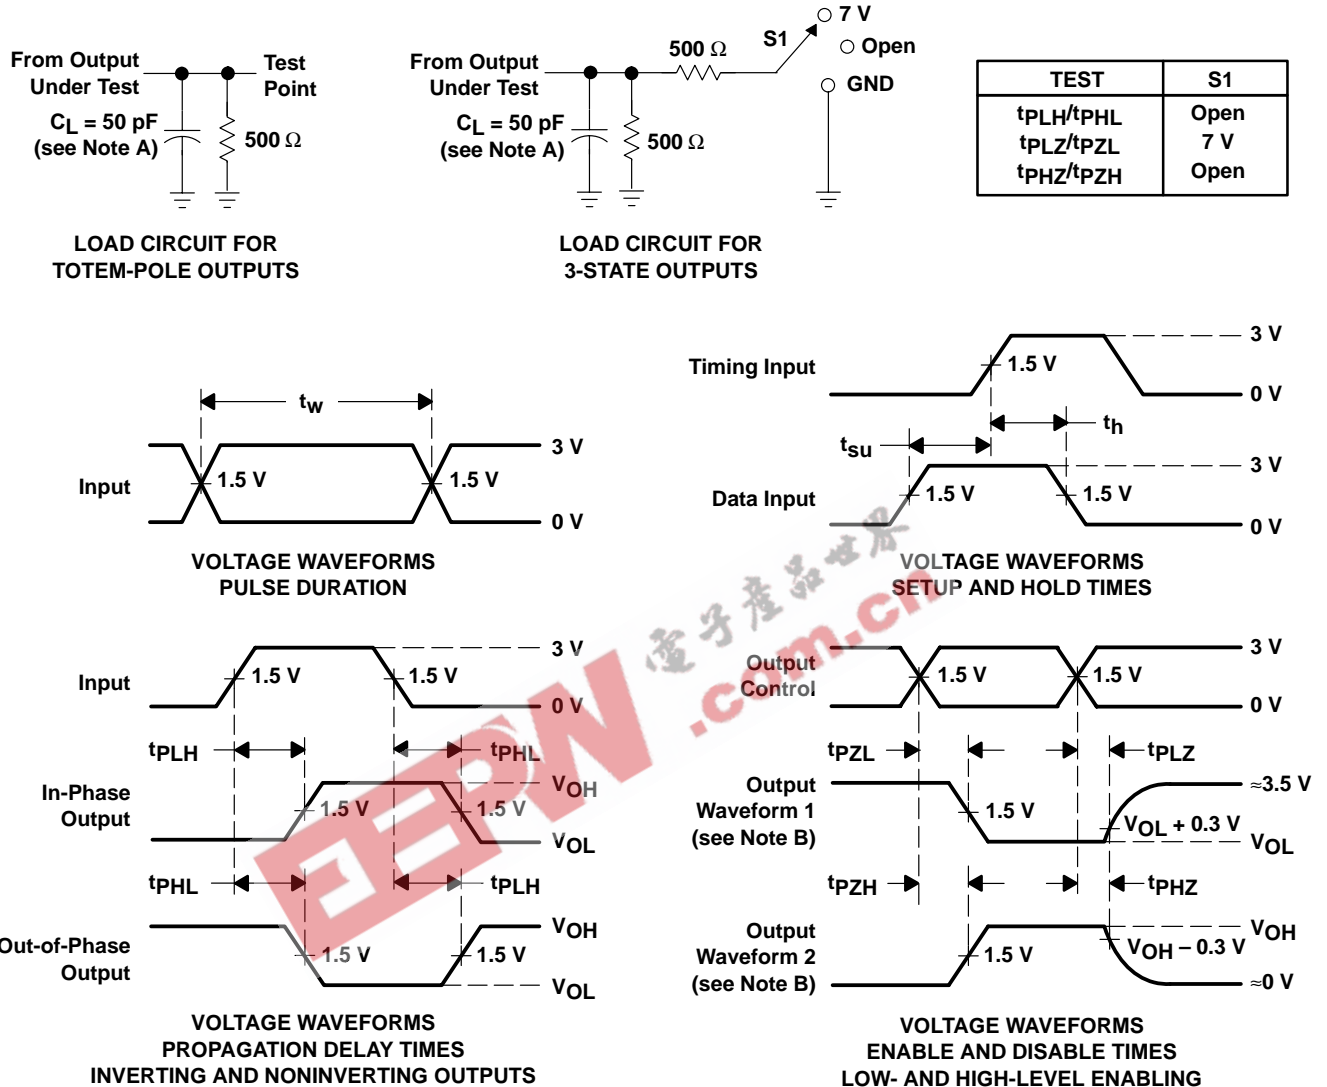 From Output
Under Test
Test
Point
CL = 50 pF
(see Note A)
500 Ω
LOAD CIRCUIT FOR
TOTEM-POLE OUTPUTS
From Output
Under Test
500 Ω
S1
7 V
Open
GND
CL = 50 pF
(see Note A)
500 Ω
LOAD CIRCUIT FOR
3-STATE OUTPUTS
TEST S1
tPLH/tPHL Open
tPLZ/tPZL 7 V
tPHZ/tPZH Open
tw
Input
1.5 V
1.5 V
3 V
0 V
VOLTAGE WAVEFORMS
PULSE DURATION
Timing Input
1.5 V
3 V
0 V
th
tsu
Data Input
1.5 V
1.5 V
3 V
0 V
VOLTAGE WAVEFORMS
SETUP AND HOLD TIMES
Input
1.5 V
1.5 V
3 V
0 V
tPLH
tPHL
In-Phase
Output
1.5 V
1.5 V
VOH
VOL
tPHL
tPLH
Out-of-Phase
Output
1.5 V
1.5 V
VOH
VOL
VOLTAGE WAVEFORMS
PROPAGATION DELAY TIMES
INVERTING AND NONINVERTING OUTPUTS
Output
Control
1.5 V
1.5 V
3 V
0 V
tPZL
tPLZ
Output
Waveform 1
(see Note B)
1.5 V
≈3.5 V
VOL + 0.3 V
VOL
tPZH
tPHZ
Output
Waveform 2
(see Note B)
1.5 V
VOH
VOH – 0.3 V
≈0 V
VOLTAGE WAVEFORMS
ENABLE AND DISABLE TIMES
LOW- AND HIGH-LEVEL ENABLING
EEPW
電子產品世界
.com.cn